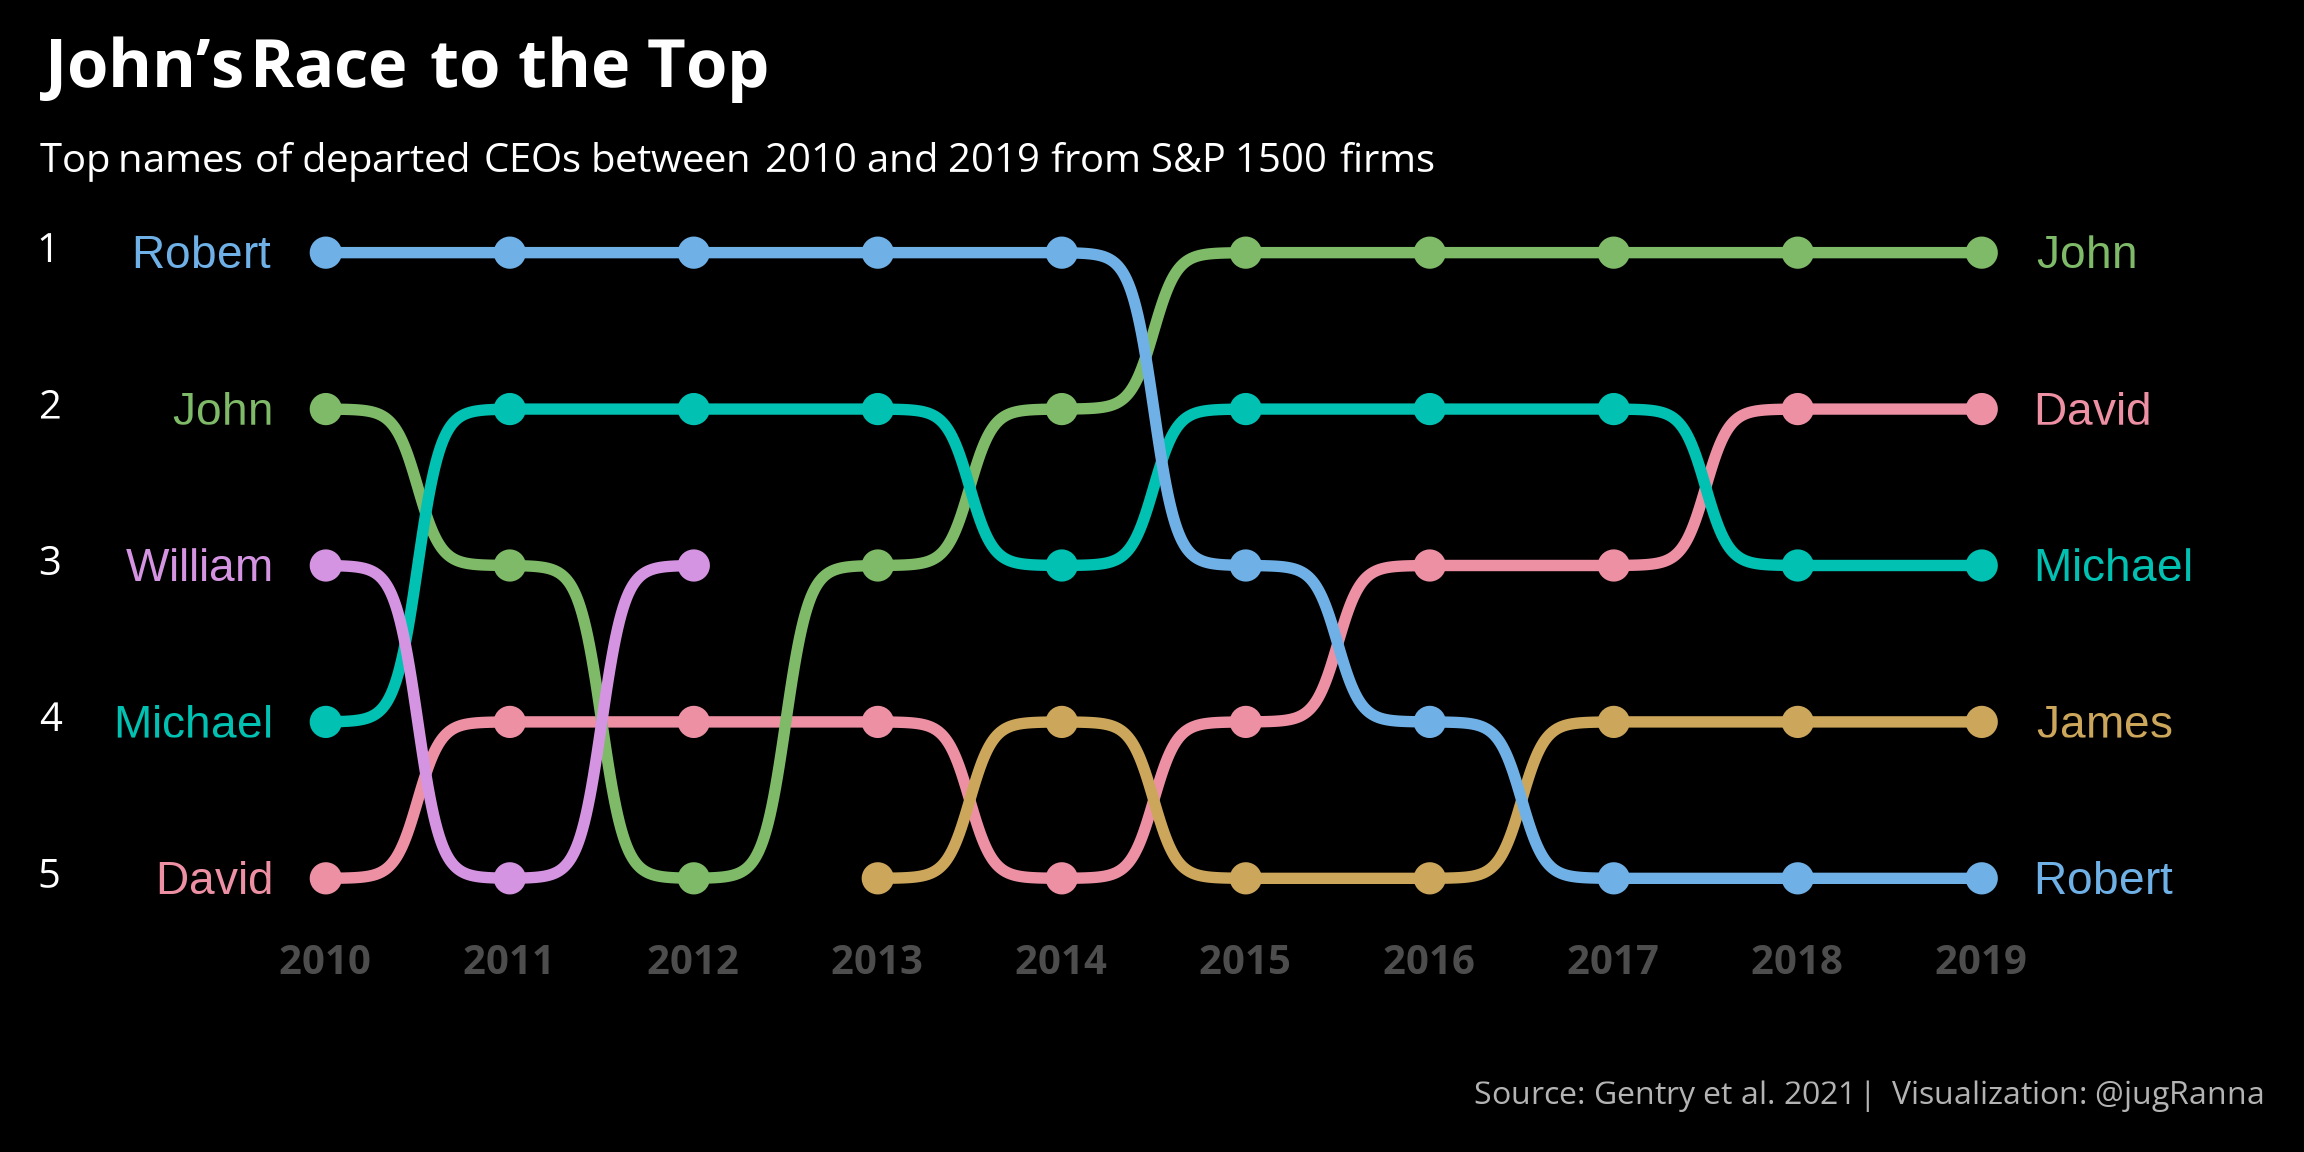 John’s Race to the Top
Top names of departed CEOs between 2010 and 2019 from S&P 1500 firms
1 Robert John
2 John David
3 William Michael
4 Michael James
5 David Robert
2010 2011 2012 2013 2014 2015 2016 2017 2018 2019
Source: Gentry et al. 2021 | Visualization: @jugRanna